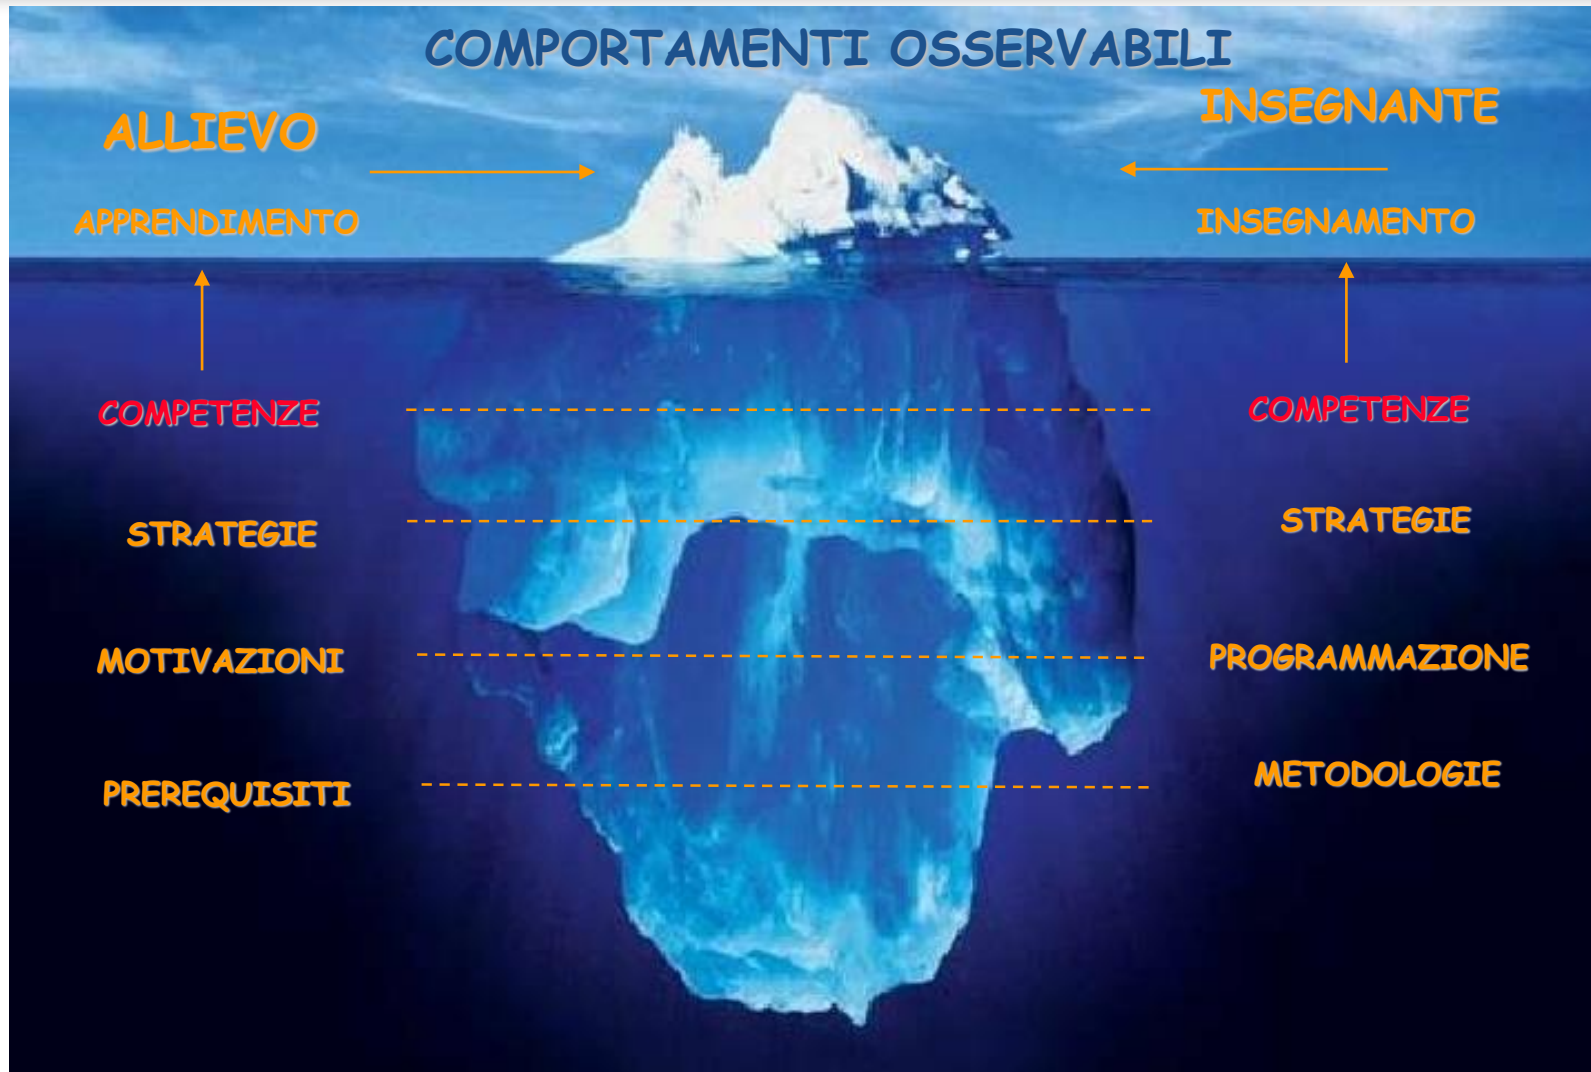 COMPORTAMENTI OSSERVABILI
ALLIEVO
INSEGNANTE
APPRENDIMENTO
INSEGNAMENTO
COMPETENZE
COMPETENZE
STRATEGIE
STRATEGIE
MOTIVAZIONI
PROGRAMMAZIONE
PREREQUISITI
METODOLOGIE